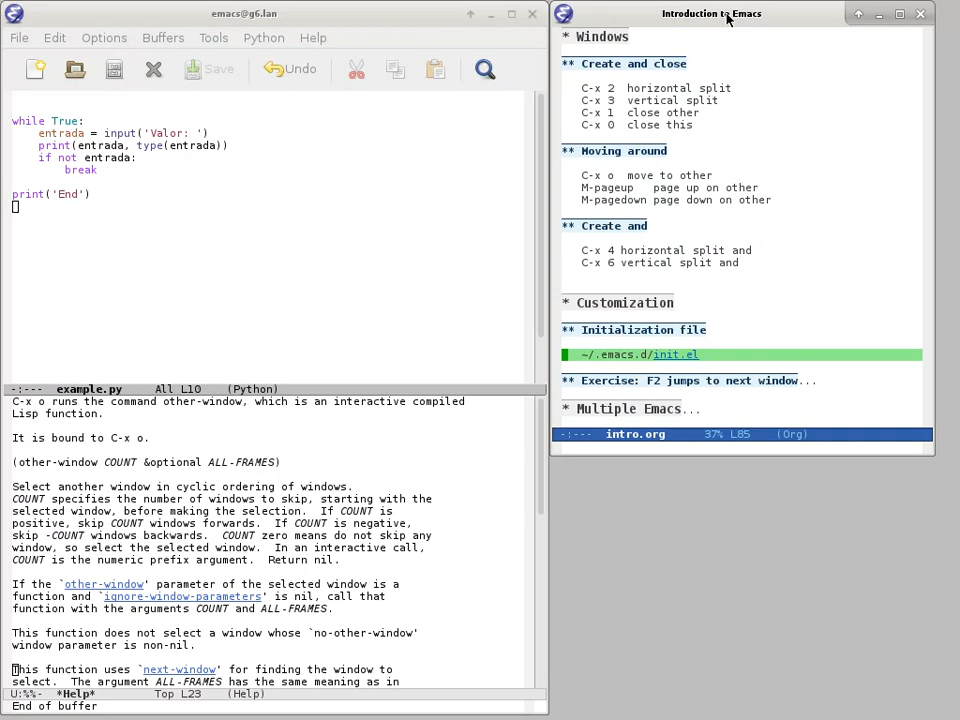 emacs@g6.lan
File Edit Options Buffers Tools Python Help
Save Undo
while True:
    entrada = input('Valor: ')
    print(entrada, type(entrada))
    if not entrada:
        break
print('End')
-:--- example.py All L10 (Python)
C-x o runs the command other-window, which is an interactive compiled
Lisp function.
It is bound to C-x o.
(other-window COUNT &optional ALL-FRAMES)
Select another window in cyclic ordering of windows.
COUNT specifies the number of windows to skip, starting with the
selected window, before making the selection.  If COUNT is
positive, skip COUNT windows forwards.  If COUNT is negative,
skip -COUNT windows backwards.  COUNT zero means do not skip any
window, so select the selected window.  In an interactive call,
COUNT is the numeric prefix argument.  Return nil.
If the `other-window' parameter of the selected window is a
function and `ignore-window-parameters' is nil, call that
function with the arguments COUNT and ALL-FRAMES.
This function does not select a window whose `no-other-window'
window parameter is non-nil.
This function uses `next-window' for finding the window to
select.  The argument ALL-FRAMES has the same meaning as in
U:%%- *Help* Top L23 (Help)
End of buffer
Introduction to Emacs
* Windows
** Create and close
C-x 2 horizontal split
C-x 3 vertical split
C-x 1 close other
C-x 0 close this
** Moving around
C-x o move to other
M-pageup page up on other
M-pagedown page down on other
** Create and
C-x 4 horizontal split and
C-x 6 vertical split and
* Customization
** Initialization file
~/.emacs.d/init.el
** Exercise: F2 jumps to next window...
* Multiple Emacs...
-:--- intro.org 37% L85 (Org)